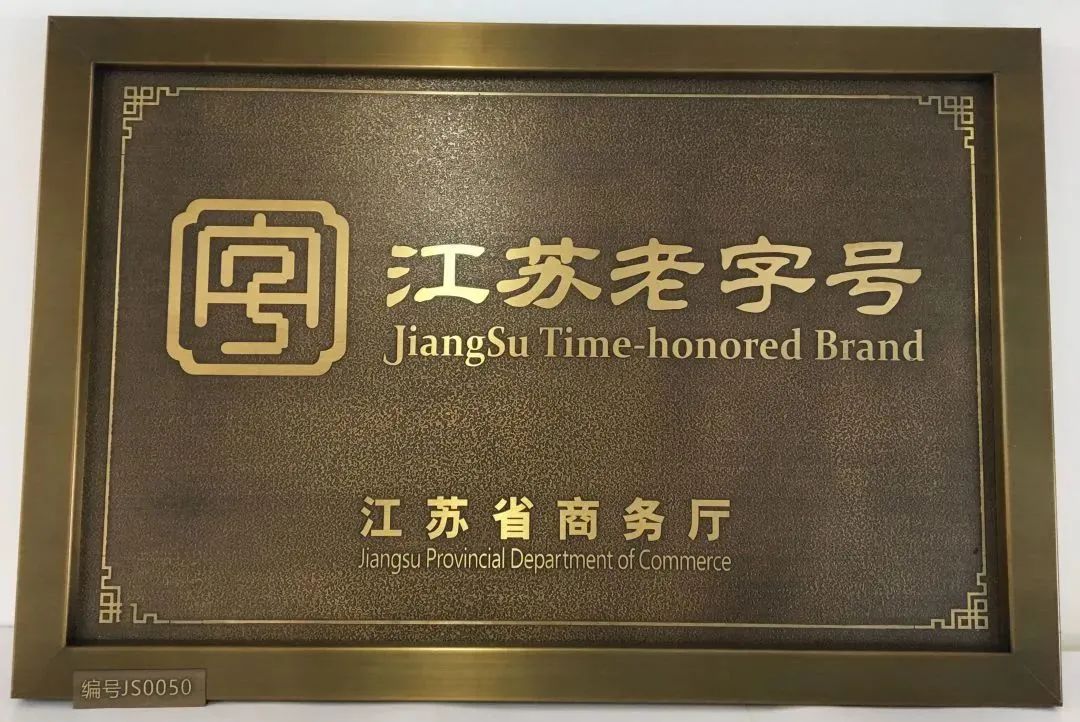 江苏老字号
JiangSu Time-honored Brand
江苏省商务厅
Jiangsu Provincial Department of Commerce
编号JS0050